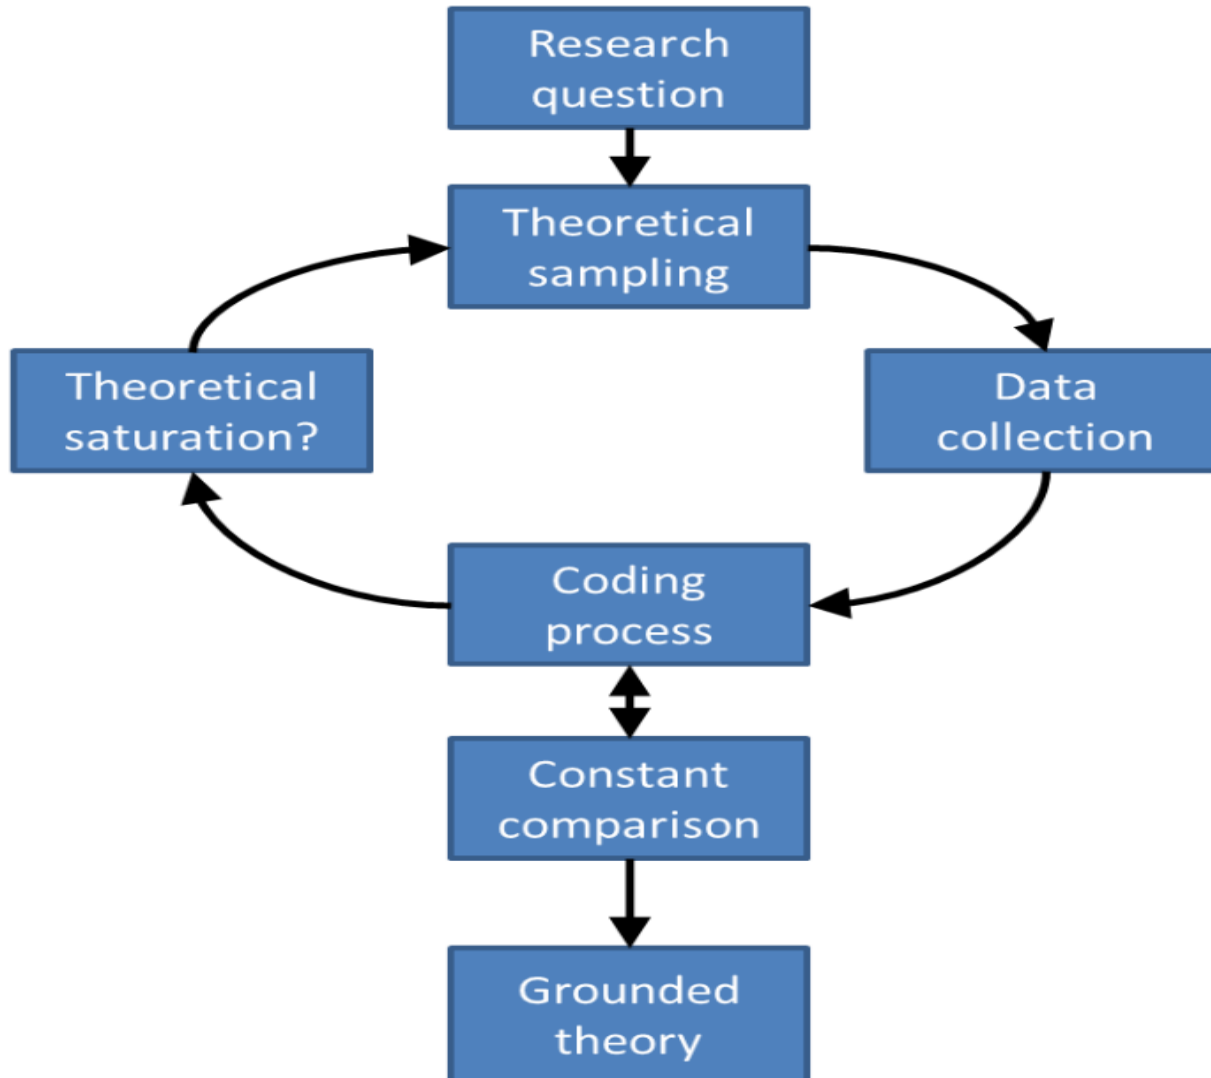 Research
question
Theoretical
sampling
Theoretical
saturation?
Data
collection
Coding
process
Constant
comparison
Grounded
theory